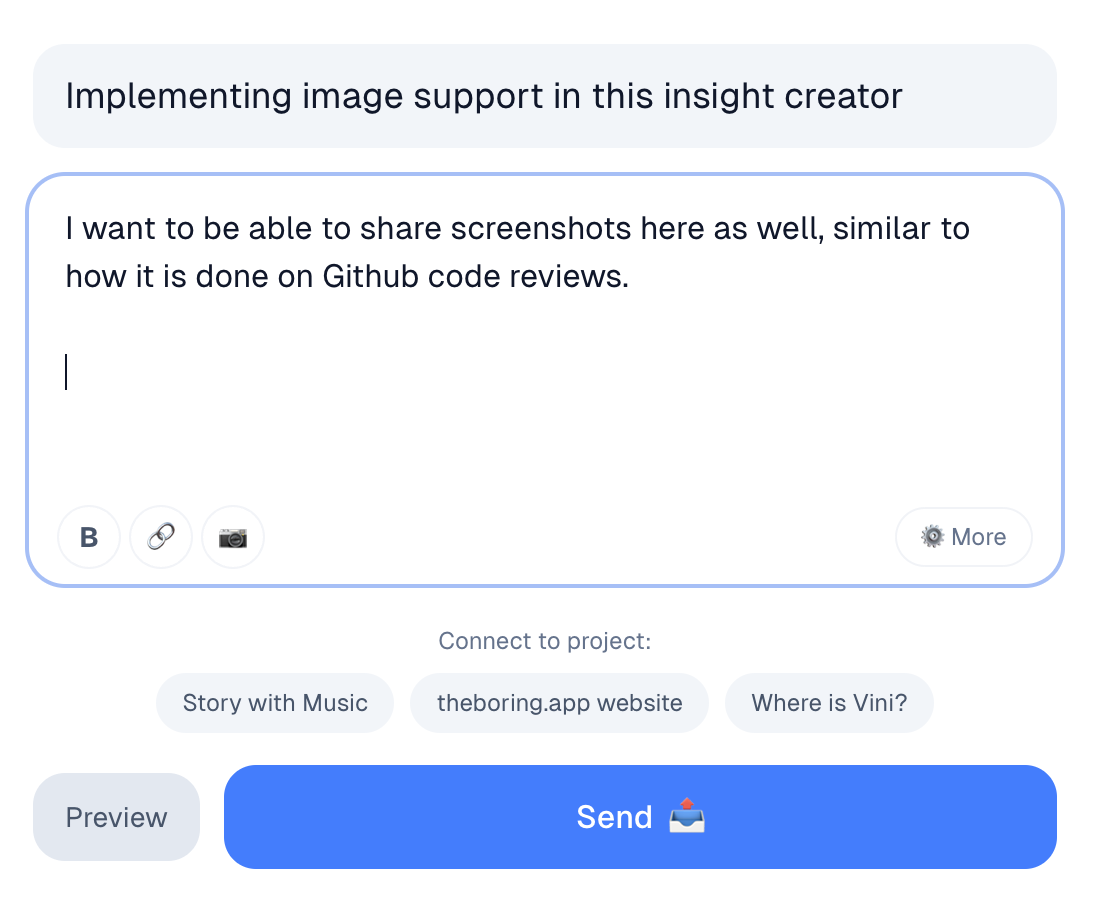 Implementing image support in this insight creator
I want to be able to share screenshots here as well, similar to
how it is done on Github code reviews.
B
More
Connect to project:
Story with Music
theboring.app website
Where is Vini?
Preview
Send